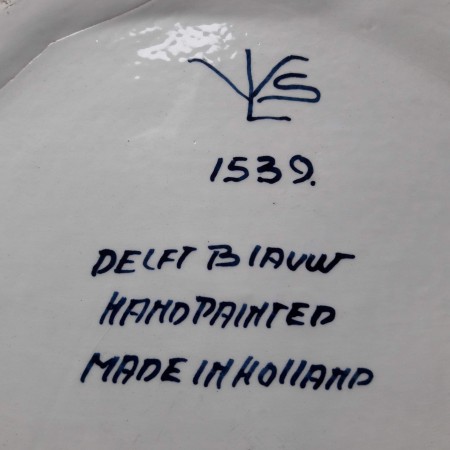 1539.
DELFT BLAUW
HANDPAINTED
MADE IN HOLLAND